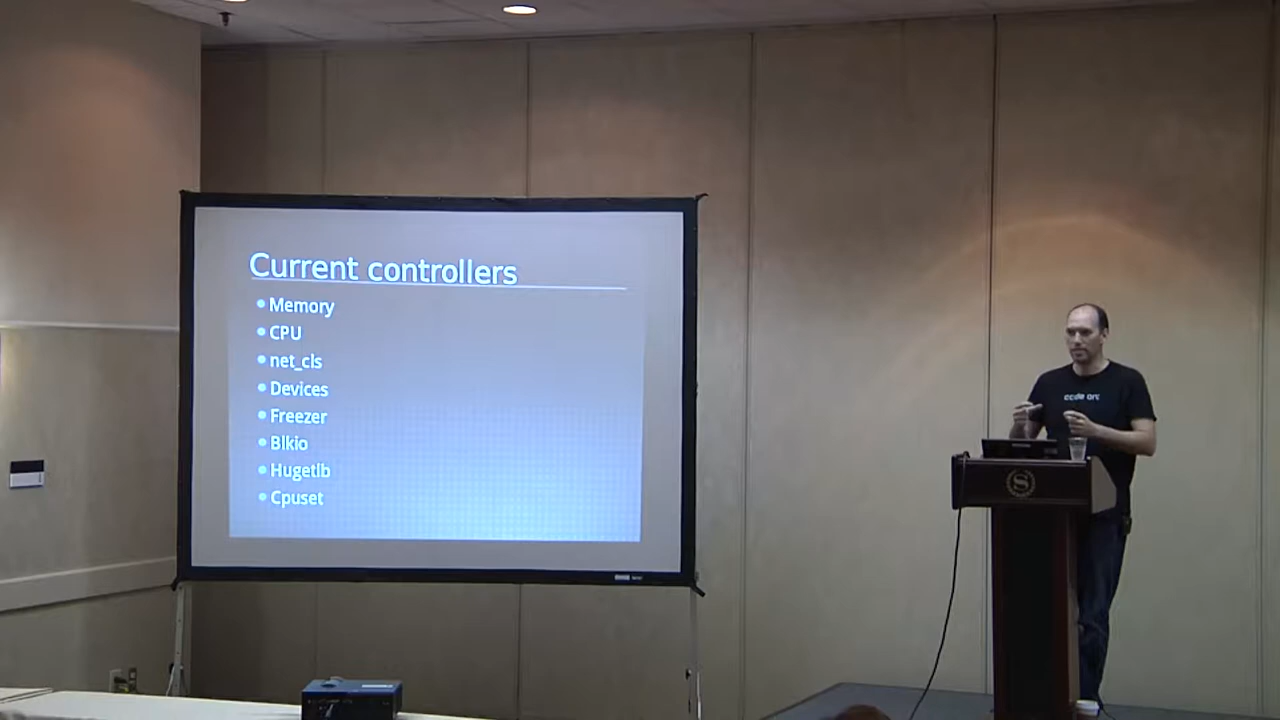 Current controllers
Memory
CPU
net_cls
Devices
Freezer
Blkio
Hugetlb
Cpuset
S